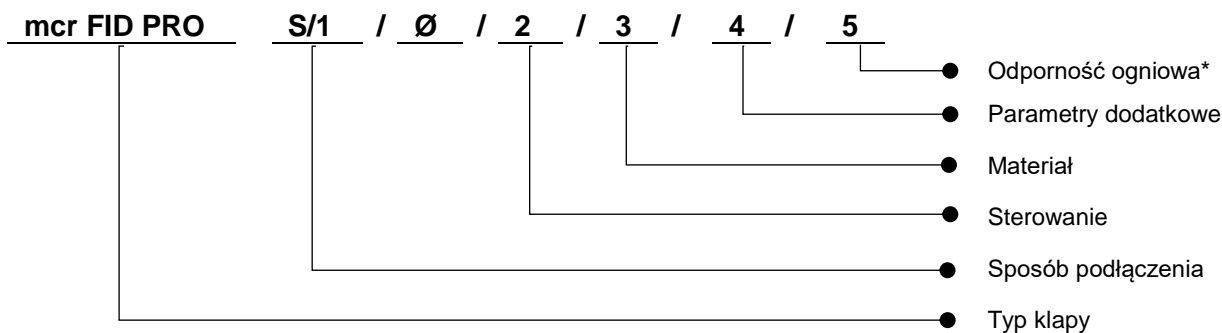 mcr FID PRO S/1 / Ø / 2 / 3 / 4 / 5
Odporność ogniowa*
Parametry dodatkowe
Materiał
Sterowanie
Sposób podłączenia
Typ klapy